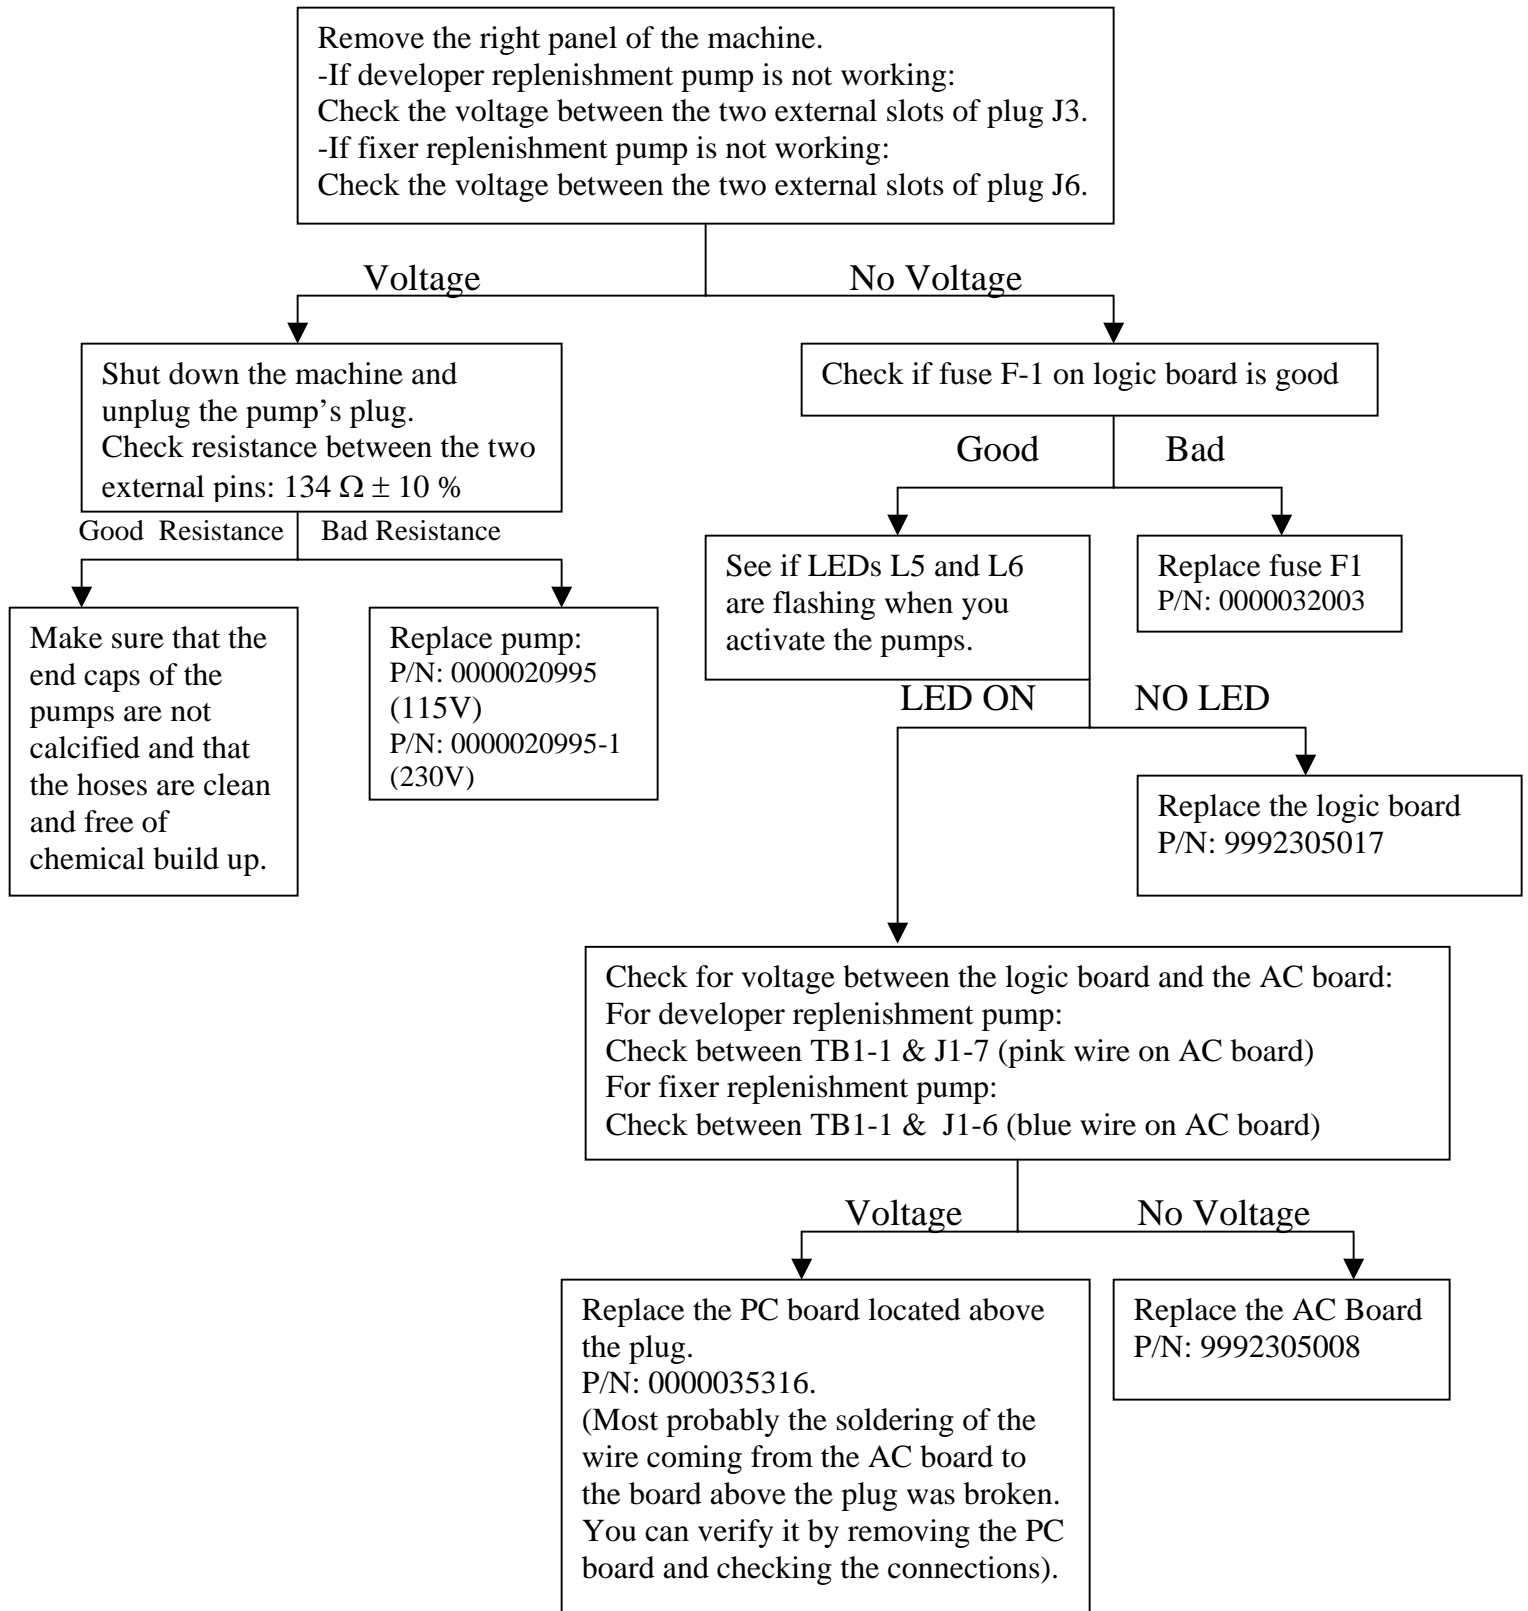 Remove the right panel of the machine.
-If developer replenishment pump is not working:
Check the voltage between the two external slots of plug J3.
-If fixer replenishment pump is not working:
Check the voltage between the two external slots of plug J6.
Voltage
No Voltage
Shut down the machine and
unplug the pump’s plug.
Check resistance between the two
external pins: 134 Ω ± 10 %
Check if fuse F-1 on logic board is good
Good
Bad
Good Resistance
Bad Resistance
See if LEDs L5 and L6
are flashing when you
activate the pumps.
Replace fuse F1
P/N: 0000032003
Make sure that the
end caps of the
pumps are not
calcified and that
the hoses are clean
and free of
chemical build up.
Replace pump:
P/N: 0000020995
(115V)
P/N: 0000020995-1
(230V)
LED ON
NO LED
Replace the logic board
P/N: 9992305017
Check for voltage between the logic board and the AC board:
For developer replenishment pump:
Check between TB1-1 & J1-7 (pink wire on AC board)
For fixer replenishment pump:
Check between TB1-1 & J1-6 (blue wire on AC board)
Voltage
No Voltage
Replace the PC board located above
the plug.
P/N: 0000035316.
(Most probably the soldering of the
wire coming from the AC board to
the board above the plug was broken.
You can verify it by removing the PC
board and checking the connections).
Replace the AC Board
P/N: 9992305008